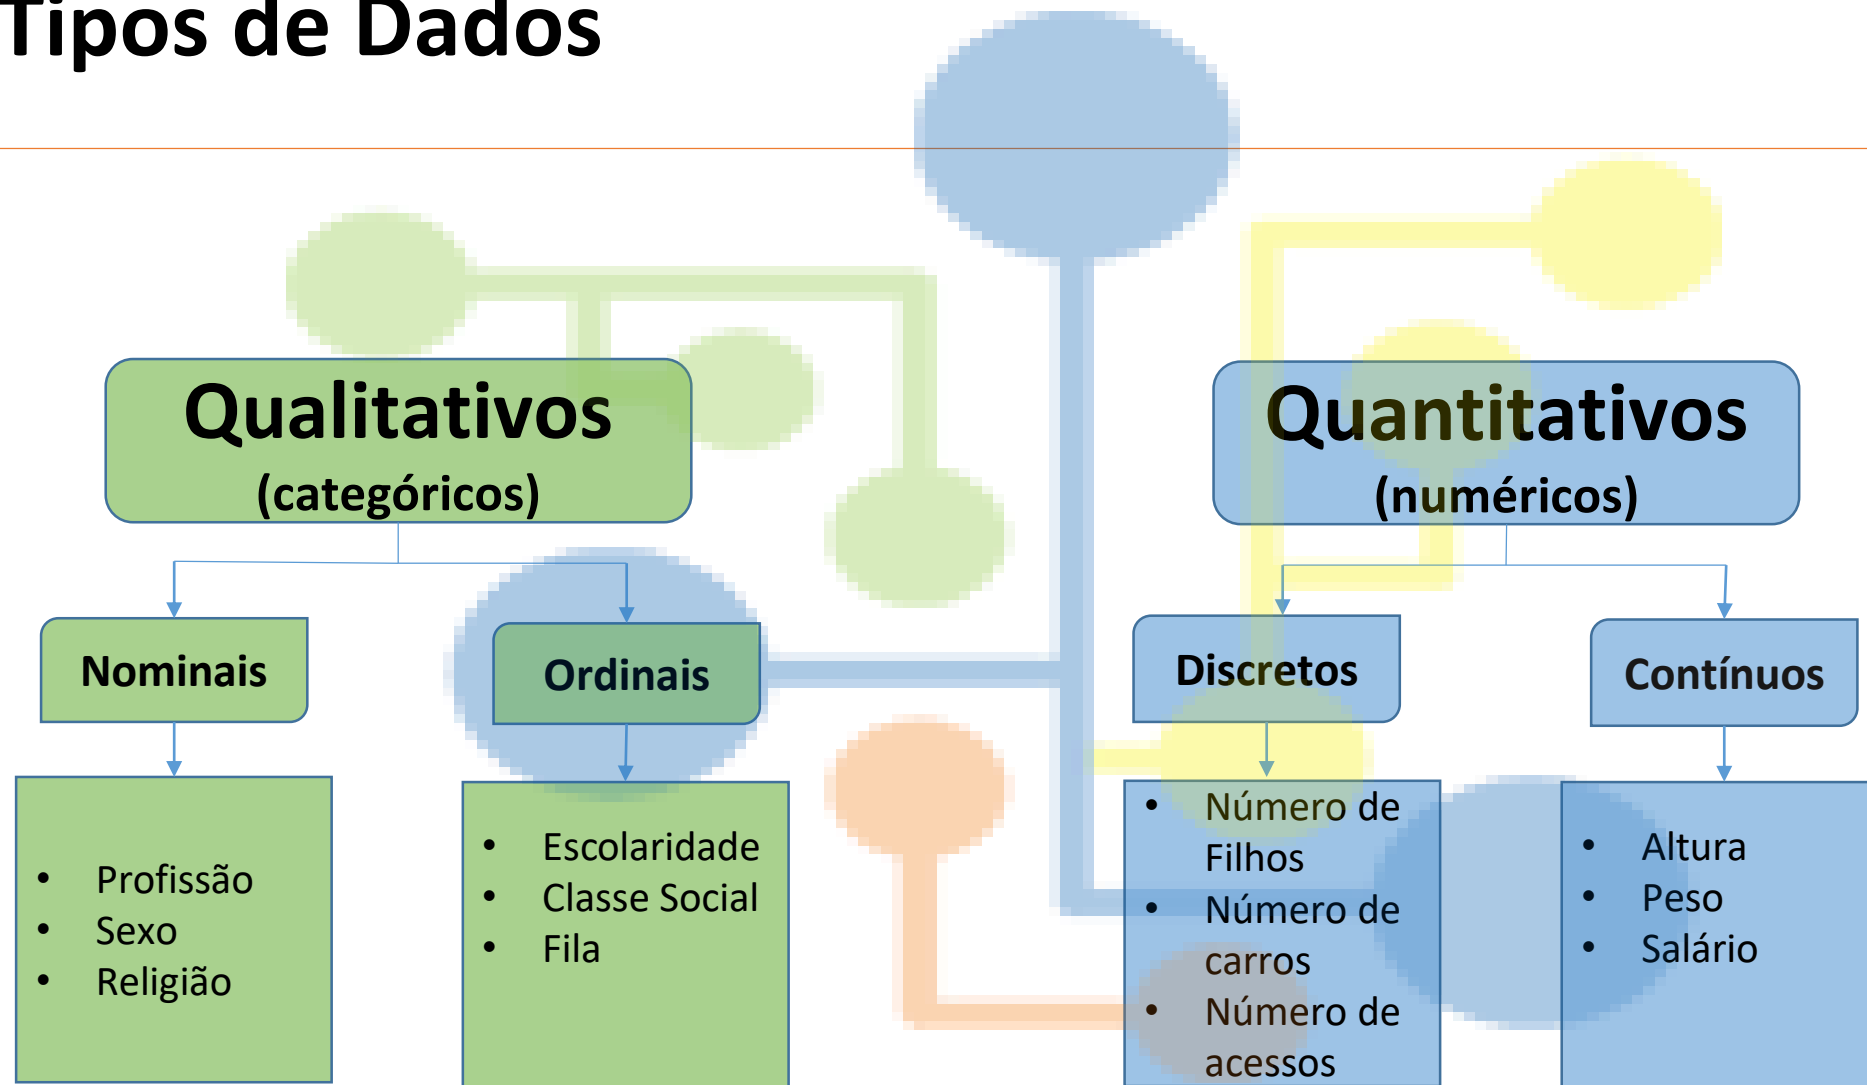 Tipos de Dados
Qualitativos
(categóricos)
Quantitativos
(numéricos)
Nominais
Ordinais
Discretos
Contínuos
• Profissão
• Sexo
• Religião
• Escolaridade
• Classe Social
• Fila
• Número de
Filhos
• Número de
carros
• Número de
acessos
• Altura
• Peso
• Salário